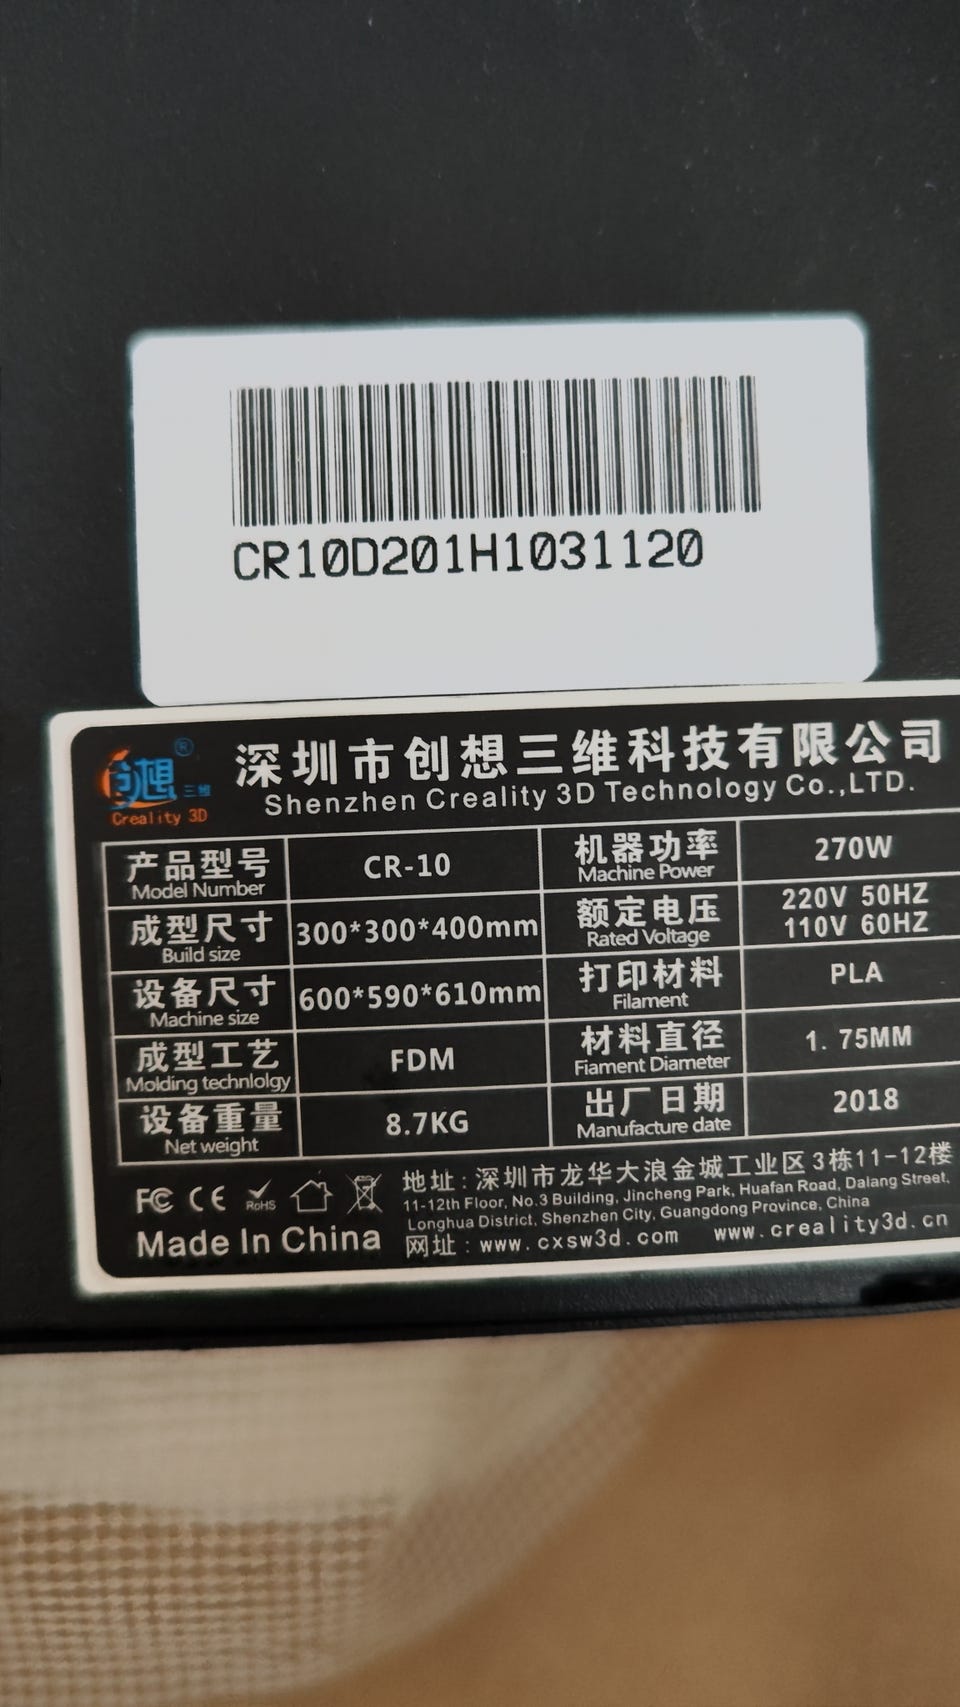 CR10D201H1031120
创想 ® 三维
Creality 3D
深圳市创想三维科技有限公司
Shenzhen Creality 3D Technology Co.,LTD.
产品型号
Model Number
CR-10
机器功率
Machine Power
270W
成型尺寸
Build size
300*300*400mm
额定电压
Rated Voltage
220V 50HZ
110V 60HZ
设备尺寸
Machine size
600*590*610mm
打印材料
Filament
PLA
成型工艺
Molding technlolgy
FDM
材料直径
Fiament Diameter
1.75MM
设备重量
Net weight
8.7KG
出厂日期
Manufacture date
2018
FC CE RoHS
Made In China
地址:深圳市龙华大浪金城工业区3栋11-12楼
11-12th Floor, No.3 Building, Jincheng Park, Huafan Road, Dalang Street,
Longhua District, Shenzhen City, Guangdong Province, China
网址:www.cxsw3d.com www.creality3d.cn